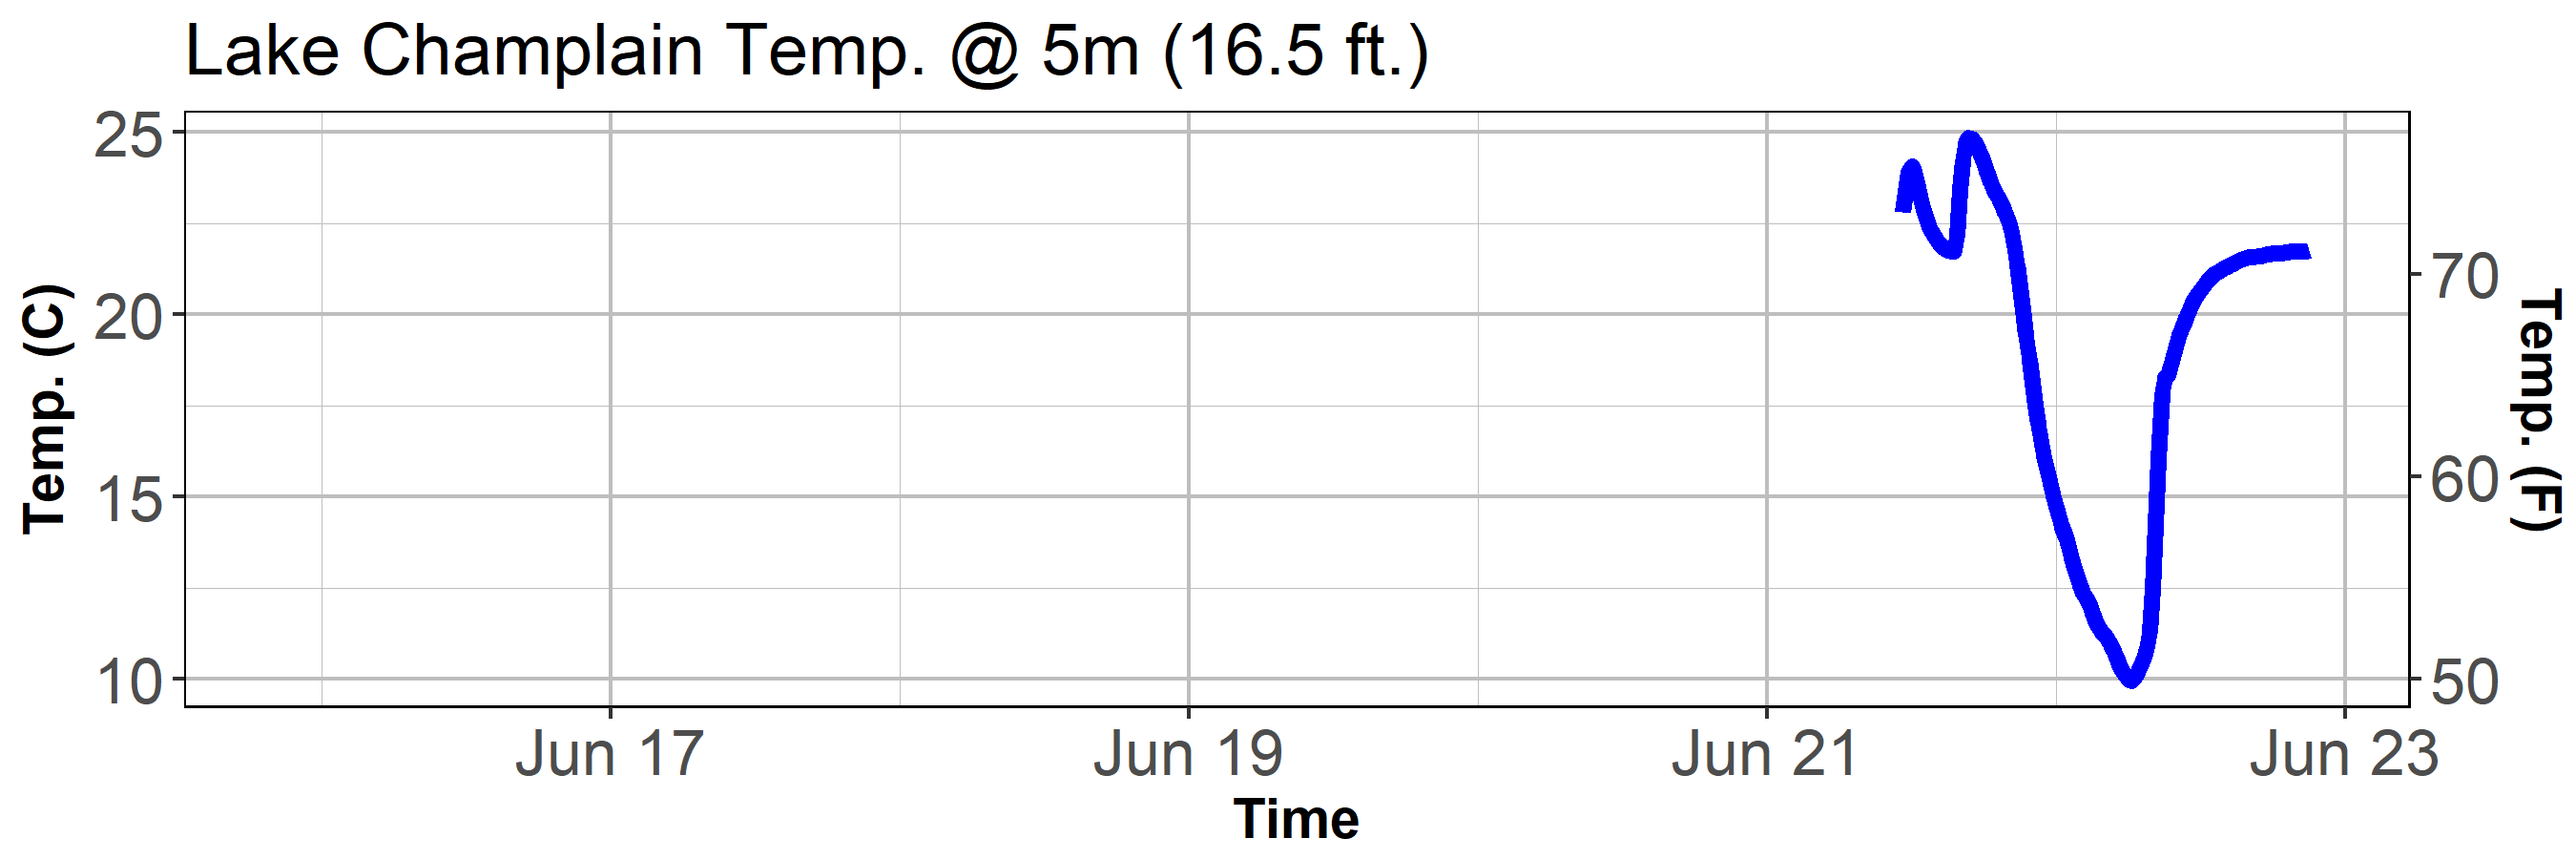 Lake Champlain Temp. @ 5m (16.5 ft.)
25
20
15
10
Temp. (C)
70
60
50
Temp. (F)
Jun 17 Jun 19 Jun 21 Jun 23
Time